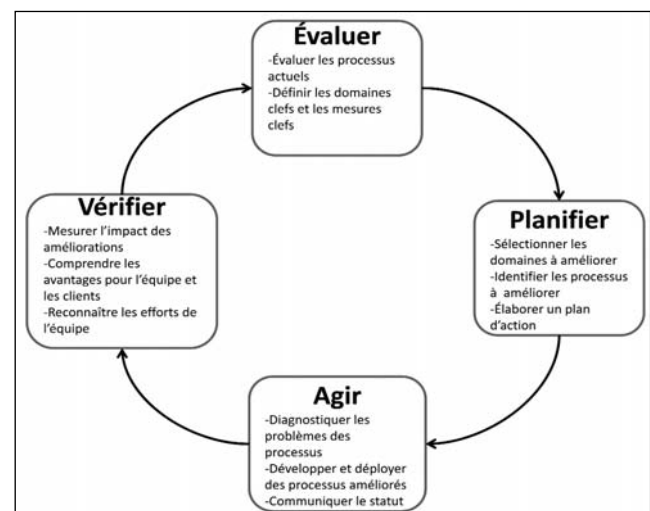 Évaluer
-Évaluer les processus
actuels
-Définir les domaines
clefs et les mesures
clefs
Planifier
-Sélectionner les
domaines à améliorer
-Identifier les processus
à améliorer
-Élaborer un plan
d'action
Agir
-Diagnostiquer les
problèmes des
processus
-Développer et déployer
des processus améliorés
-Communiquer le statut
Vérifier
-Mesurer l'impact des
améliorations
-Comprendre les
avantages pour l'équipe et
les clients
-Reconnaître les efforts de
l'équipe